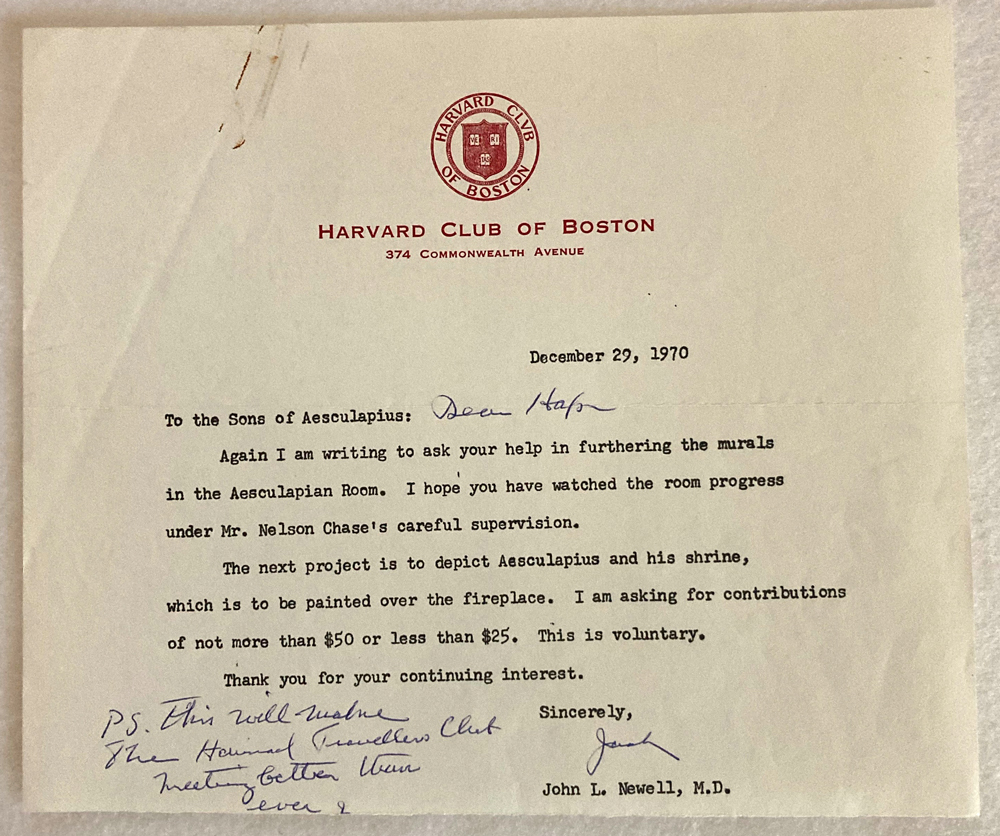 HARVARD CLVB
OF BOSTON
VE RI
HARVARD CLUB OF BOSTON
374 COMMONWEALTH AVENUE
December 29, 1970
To the Sons of Aesculapius: Dear
Again I am writing to ask your help in furthering the murals
in the Aesculapian Room. I hope you have watched the room progress
under Mr. Nelson Chase's careful supervision.
The next project is to depict Aesculapius and his shrine,
which is to be painted over the fireplace. I am asking for contributions
of not more than $50 or less than $25. This is voluntary.
Thank you for your continuing interest.
Sincerely,
Jack
John L. Newell, M.D.
P.S. This will make
The Harvard Travellers Club
meeting better than
ever